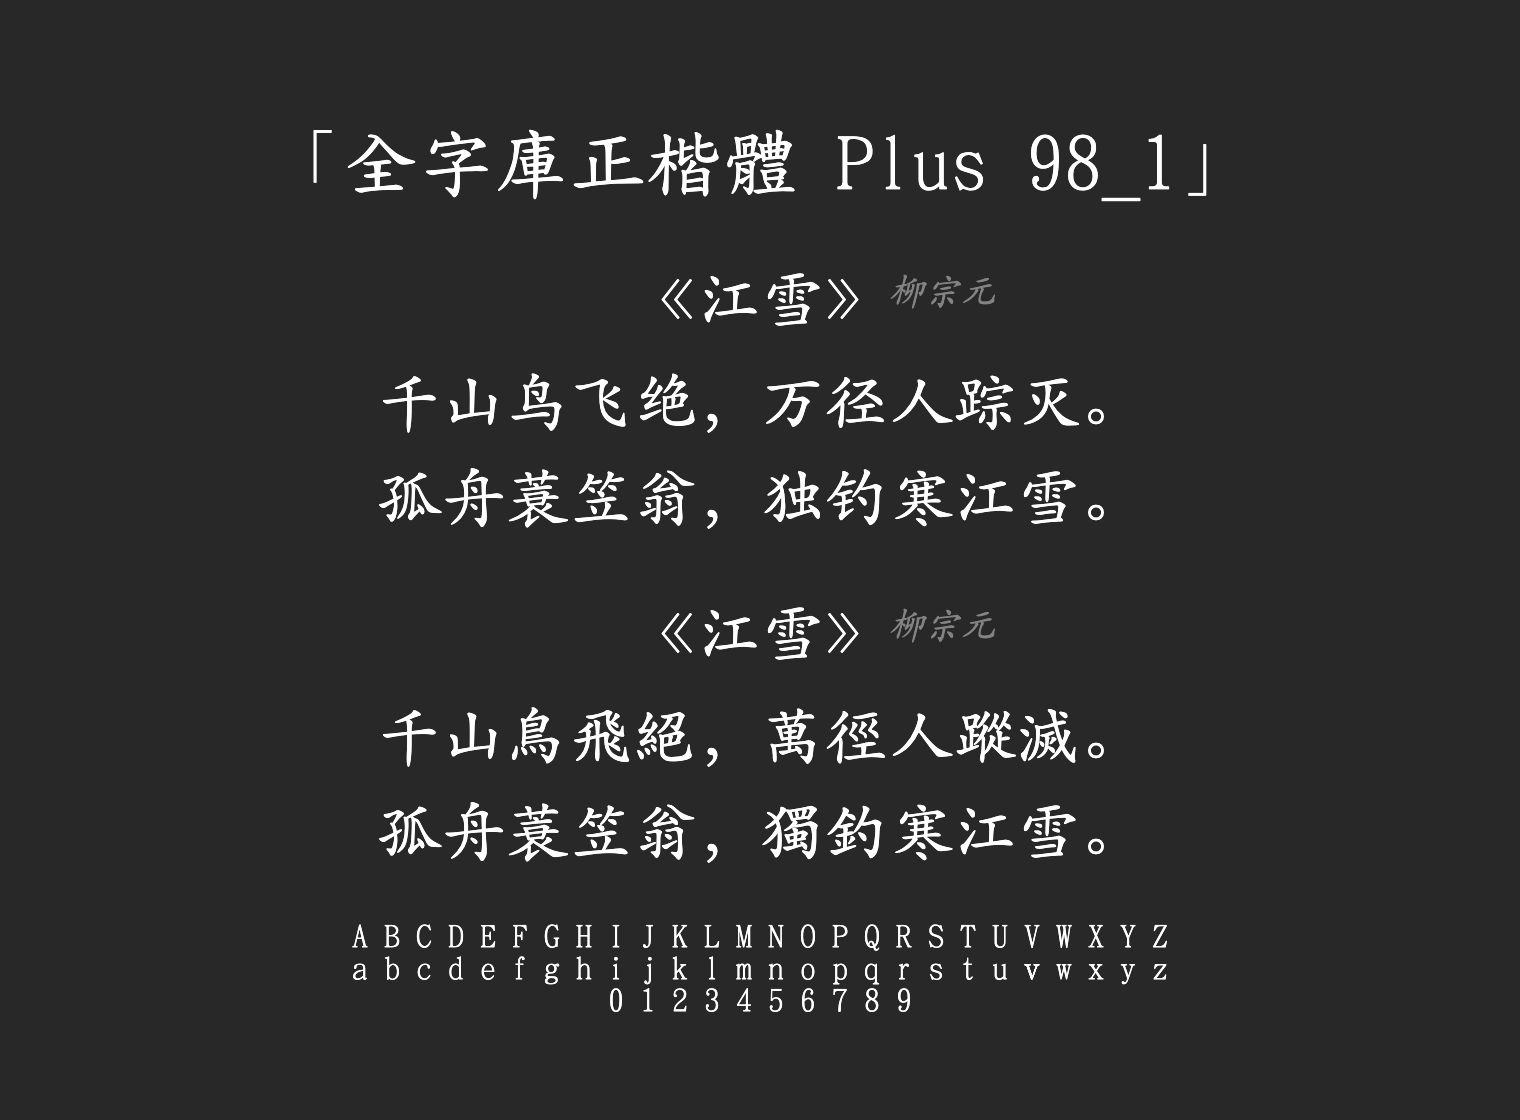 「全字庫正楷體 Plus 98_1」
《江雪》 柳宗元
千山鸟飞绝，万径人踪灭。
孤舟蓑笠翁，独钓寒江雪。
《江雪》 柳宗元
千山鳥飛絕，萬徑人蹤滅。
孤舟蓑笠翁，獨釣寒江雪。
A B C D E F G H I J K L M N O P Q R S T U V W X Y Z
a b c d e f g h i j k l m n o p q r s t u v w x y z
0 1 2 3 4 5 6 7 8 9